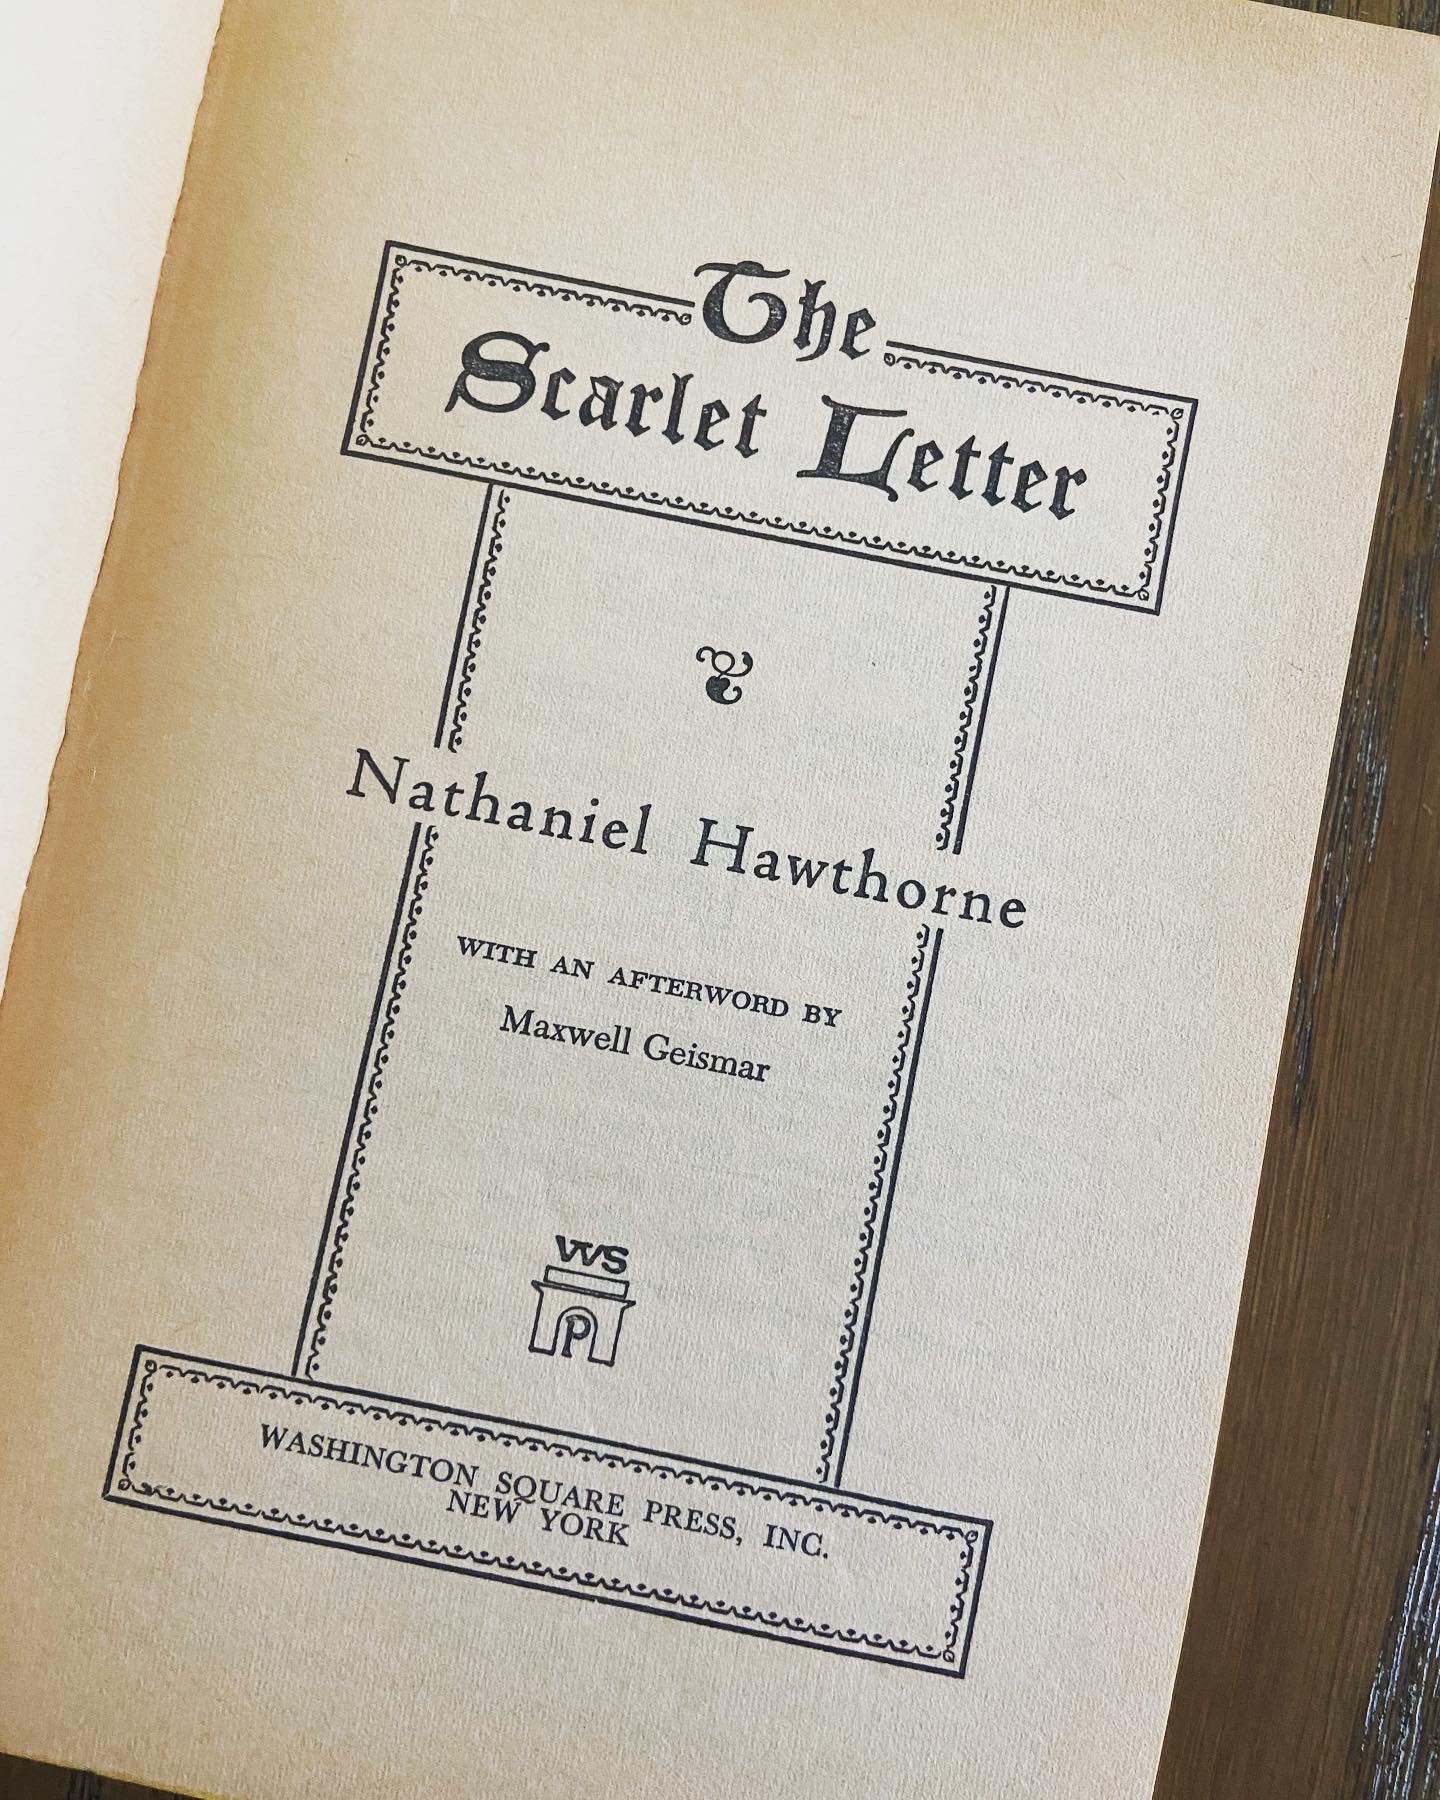 The
Scarlet Letter
Nathaniel Hawthorne
WITH AN AFTERWORD BY
Maxwell Geismar
WS
P
WASHINGTON SQUARE PRESS, INC.
NEW YORK